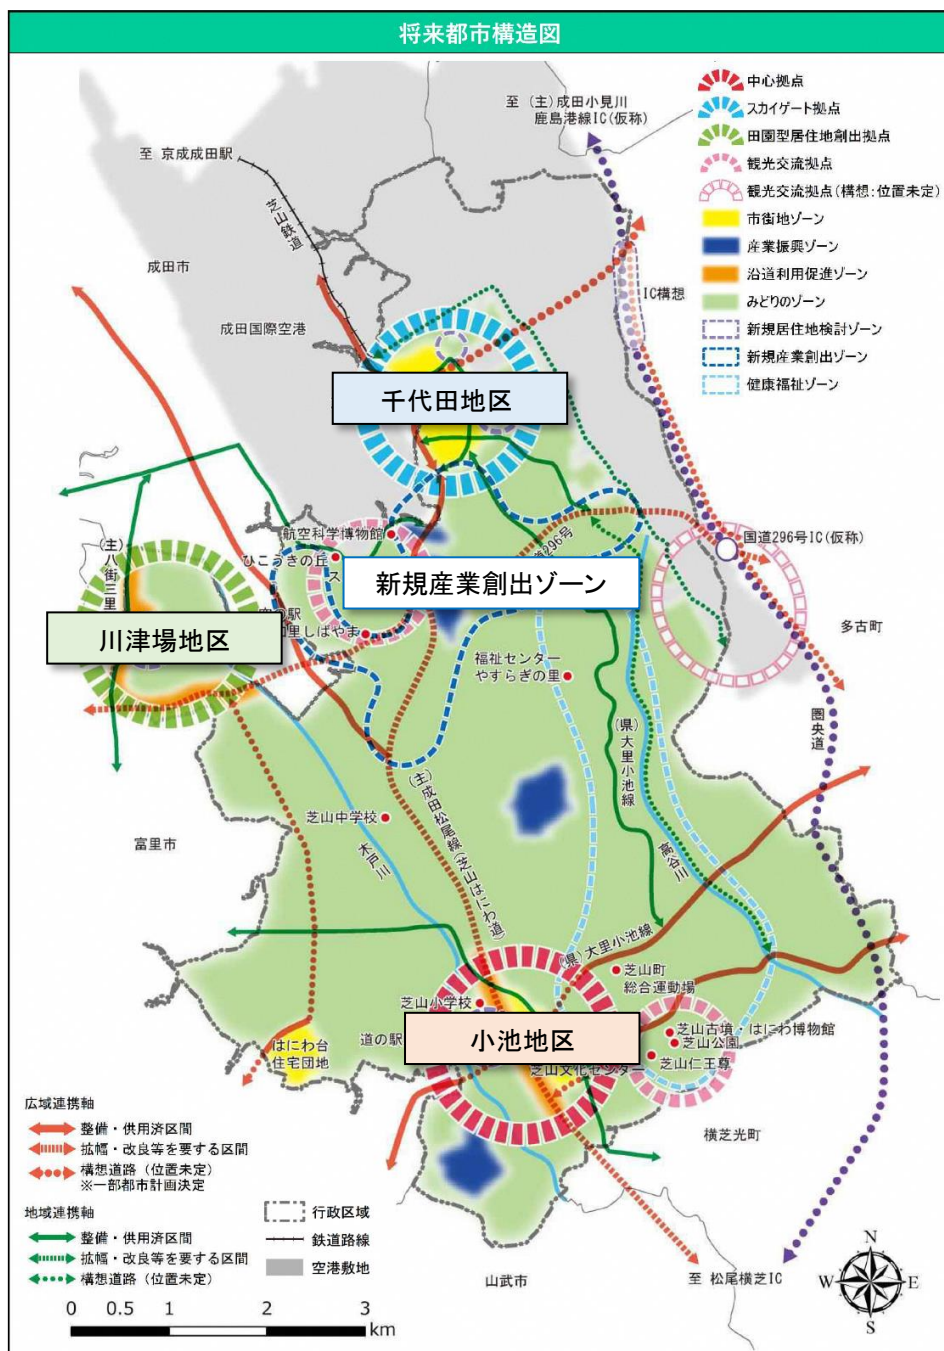 将来都市構造図
至 (主)成田小見川
鹿島港線IC(仮称)
至 京成成田駅
芝山鉄道
成田市
成田国際空港
IC構想
中心拠点
スカイゲート拠点
田園型居住地創出拠点
観光交流拠点
観光交流拠点(構想:位置未定)
市街地ゾーン
産業振興ゾーン
沿道利用促進ゾーン
みどりのゾーン
新規居住地検討ゾーン
新規産業創出ゾーン
健康福祉ゾーン
千代田地区
航空科学博物館
ひこうきの丘
ス
296号
国道296号IC(仮称)
新規産業創出ゾーン
(主)八街三里
川津場地区
里しばやま
多古町
福祉センター
やすらぎの里
(県)大里小池線
圏央道
芝山中学校
富里市
木戸川
(主)成田松尾線(芝山はにわ道)
高谷川
(県)大里小池線
芝山町
総合運動場
芝山小学校
道の駅
小池地区
芝山古墳・はにわ博物館
芝山公園
芝山仁王尊
芝山文化センター
はにわ台
住宅団地
横芝光町
山武市
至 松尾横芝IC
広域連携軸
整備・供用済区間
拡幅・改良等を要する区間
構想道路(位置未定)
※一部都市計画決定
地域連携軸
整備・供用済区間
拡幅・改良等を要する区間
構想道路(位置未定)
行政区域
鉄道路線
空港敷地
0 0.5 1 2 3
km
N
W E
S